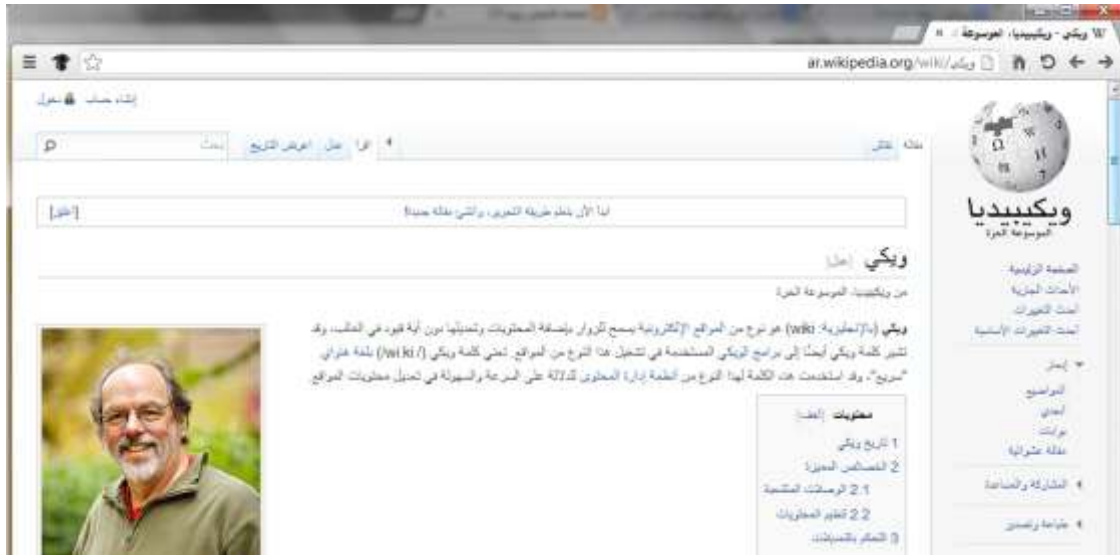 W ويكي - ويكيبيديا، الموسوعة
ar.wikipedia.org/wiki/ويكي
إنشاء حساب دخول
مقالة نقاش
اقرأ عدل اعرض التاريخ
بحث
ويكيبيديا
الموسوعة الحرة
ابدأ الآن بتعلم طريقة التحرير، وأنشئ مقالة جديدة!
[أغلق]
ويكي [عدل]
من ويكيبيديا، الموسوعة الحرة
ويكي (بالإنجليزية: wiki) هو نوع من المواقع الإلكترونية يسمح للزوار بإضافة المحتويات وتعديلها دون أية قيود في الغالب، وقد
تشير كلمة ويكي أيضًا إلى برامج الويكي المستخدمة في تشغيل هذا النوع من المواقع. تعني كلمة ويكي (/wiːkiː/) بلغة هاواي
"سريع"، وقد استخدمت هذه الكلمة لهذا النوع من أنظمة إدارة المحتوى للدلالة على السرعة والسهولة في تعديل محتويات المواقع.
محتويات [أخف]
1 تاريخ ويكي
2 الخصائص المميزة
2.1 الوصلات المتشعبة
2.2 تنظيم المحتويات
3 التحكم بالتعديلات
الصفحة الرئيسية
الأحداث الجارية
أحدث التغييرات
أحدث التغييرات الأساسية
إبحار
المواضيع
أبجدي
بوابات
مقالة عشوائية
المشاركة والمساعدة
طباعة وتصدير